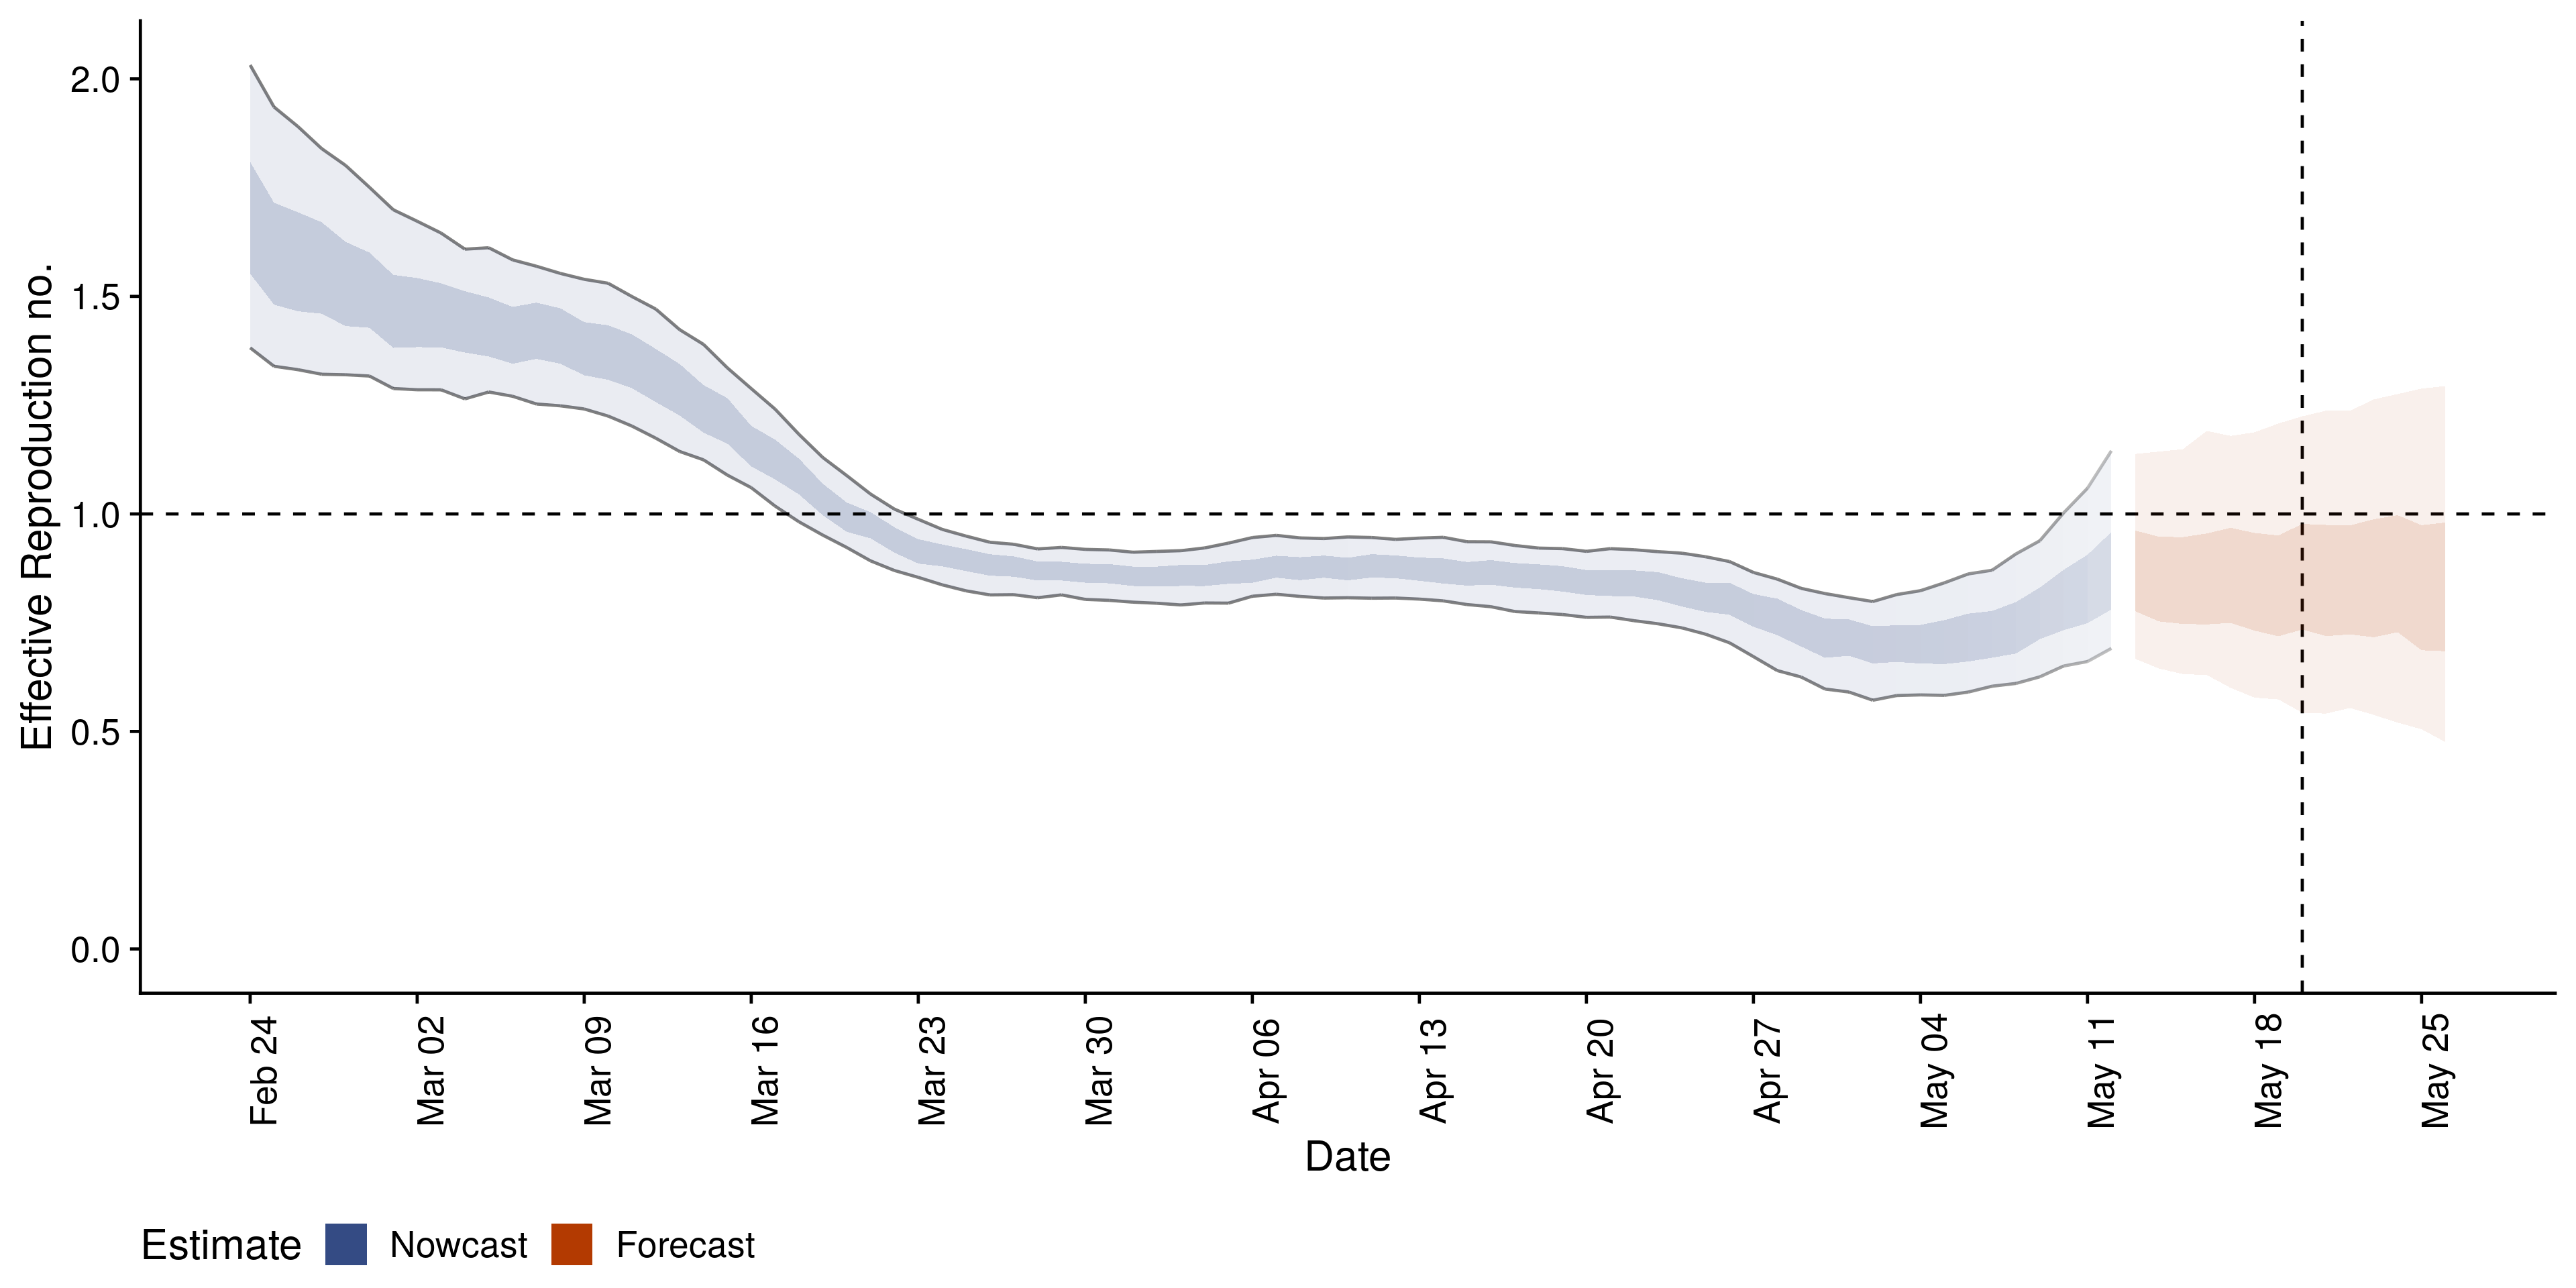 Effective Reproduction no.
2.0
1.5
1.0
0.5
0.0
Feb 24
Mar 02
Mar 09
Mar 16
Mar 23
Mar 30
Apr 06
Apr 13
Apr 20
Apr 27
May 04
May 11
May 18
May 25
Date
Estimate Nowcast Forecast